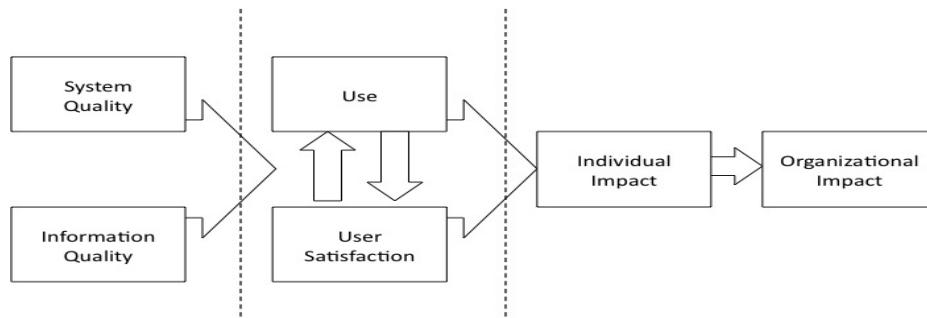 System
Quality
Use
Individual
Impact
Organizational
Impact
Information
Quality
User
Satisfaction